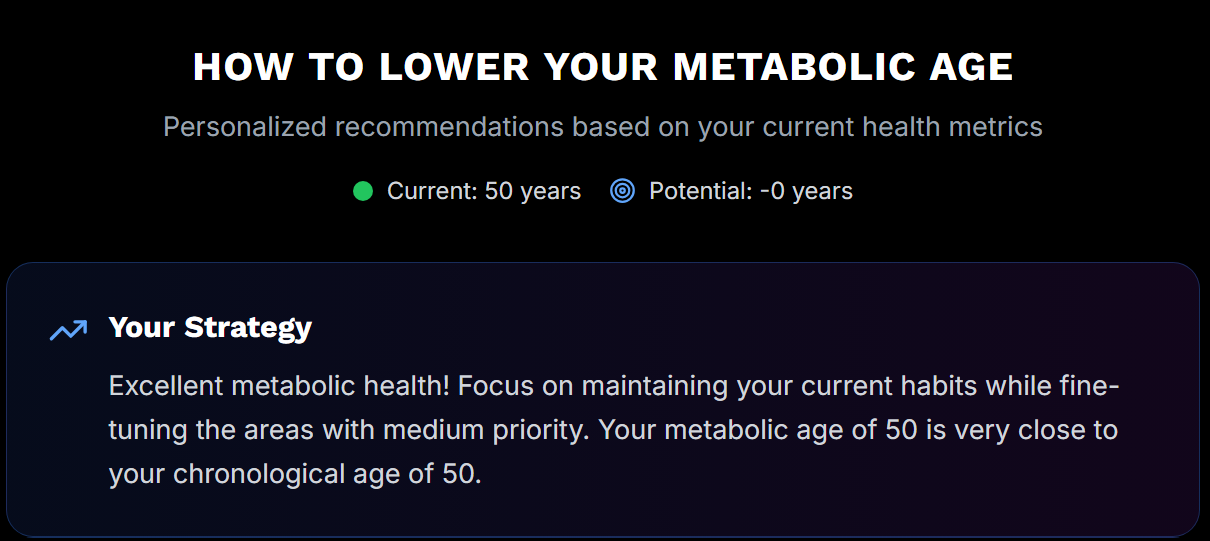 HOW TO LOWER YOUR METABOLIC AGE
Personalized recommendations based on your current health metrics
Current: 50 years Potential: -0 years
Your Strategy
Excellent metabolic health! Focus on maintaining your current habits while fine-
tuning the areas with medium priority. Your metabolic age of 50 is very close to
your chronological age of 50.